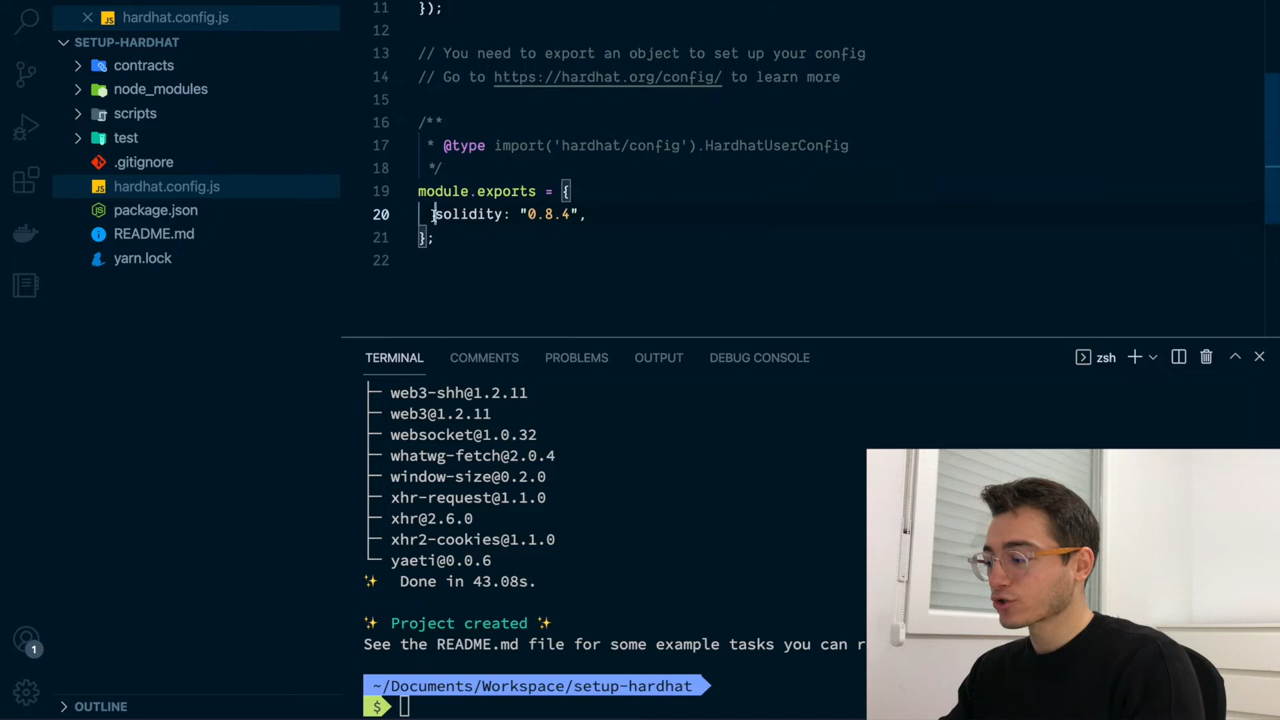 hardhat.config.js
SETUP-HARDHAT
contracts
node_modules
scripts
test
.gitignore
hardhat.config.js
package.json
README.md
yarn.lock
1
OUTLINE
11 });
12
13 // You need to export an object to set up your config
14 // Go to https://hardhat.org/config/ to learn more
15
16 /**
17 * @type import('hardhat/config').HardhatUserConfig
18 */
19 module.exports = {
20 solidity: "0.8.4",
21 };
22
TERMINAL COMMENTS PROBLEMS OUTPUT DEBUG CONSOLE zsh
├─ web3-shh@1.2.11
├─ web3@1.2.11
├─ websocket@1.0.32
├─ whatwg-fetch@2.0.4
├─ window-size@0.2.0
├─ xhr-request@1.1.0
├─ xhr@2.6.0
├─ xhr2-cookies@1.1.0
└─ yaeti@0.0.6
✨ Done in 43.08s.
✨ Project created ✨
See the README.md file for some example tasks you can r
~/Documents/Workspace/setup-hardhat
$